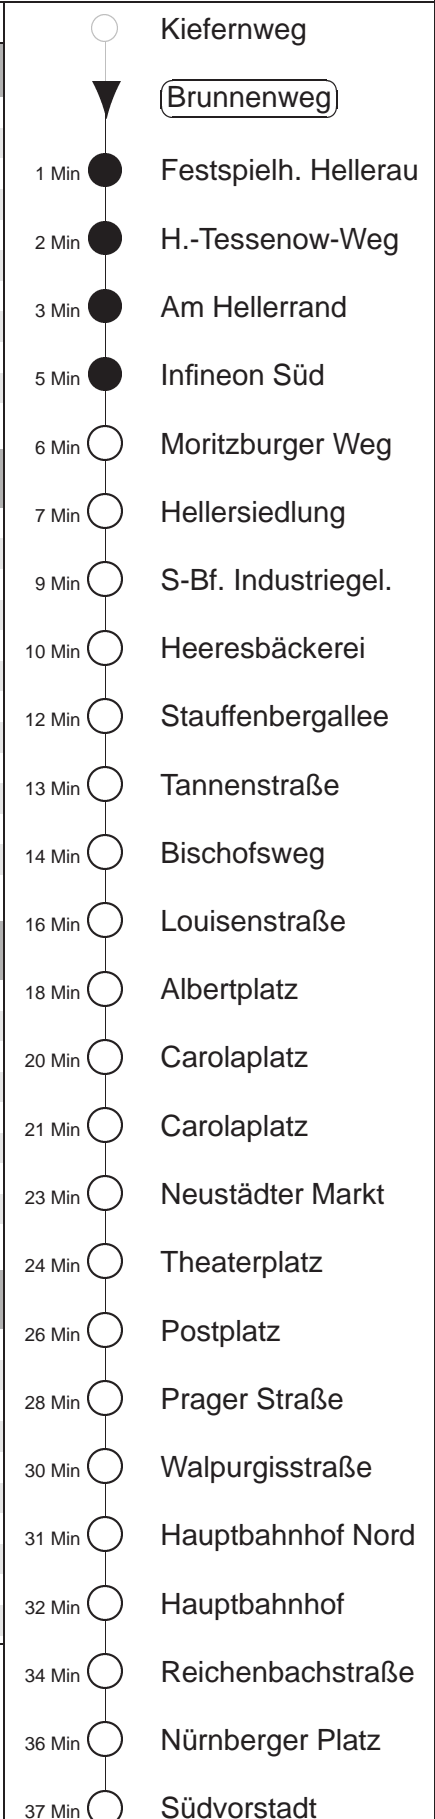 Kiefernweg
Brunnenweg
1 Min Festspielh. Hellerau
2 Min H.-Tessenow-Weg
3 Min Am Hellerrand
5 Min Infineon Süd
6 Min Moritzburger Weg
7 Min Hellersiedlung
9 Min S-Bf. Industriegel.
10 Min Heeresbäckerei
12 Min Stauffenbergallee
13 Min Tannenstraße
14 Min Bischofsweg
16 Min Louisenstraße
18 Min Albertplatz
20 Min Carolaplatz
21 Min Carolaplatz
23 Min Neustädter Markt
24 Min Theaterplatz
26 Min Postplatz
28 Min Prager Straße
30 Min Walpurgisstraße
31 Min Hauptbahnhof Nord
32 Min Hauptbahnhof
34 Min Reichenbachstraße
36 Min Nürnberger Platz
37 Min Südvorstadt